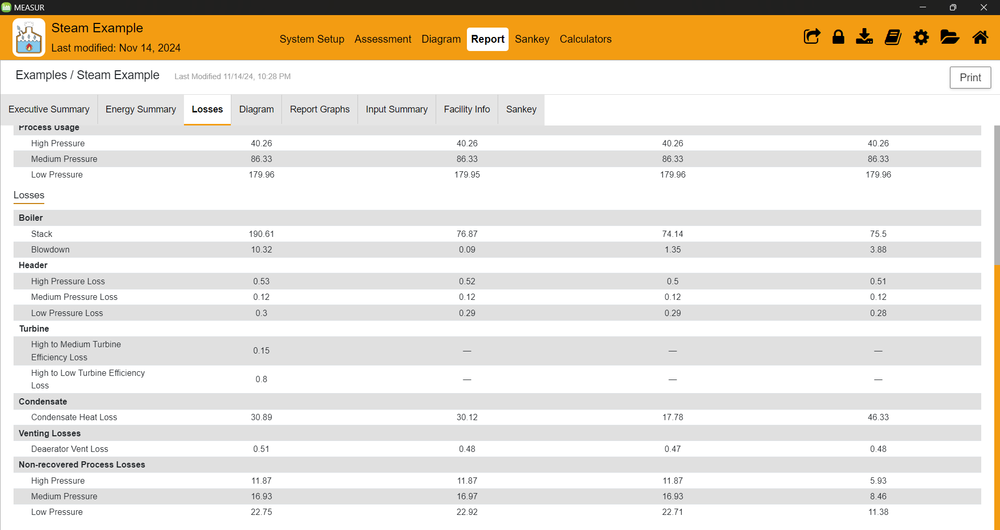 MEASUR
Steam Example
Last modified: Nov 14, 2024
System Setup Assessment Diagram Report Sankey Calculators
Examples / Steam Example Last Modified 11/14/24, 10:28 PM Print
Executive Summary Energy Summary Losses Diagram Report Graphs Input Summary Facility Info Sankey
Process Usage
High Pressure 40.26 40.26 40.26 40.26
Medium Pressure 86.33 86.33 86.33 86.33
Low Pressure 179.96 179.95 179.96 179.96
Losses
Boiler
Stack 190.61 76.87 74.14 75.5
Blowdown 10.32 0.09 1.35 3.88
Header
High Pressure Loss 0.53 0.52 0.5 0.51
Medium Pressure Loss 0.12 0.12 0.12 0.12
Low Pressure Loss 0.3 0.29 0.29 0.28
Turbine
High to Medium Turbine
Efficiency Loss 0.15 — — —
High to Low Turbine Efficiency
Loss 0.8 — — —
Condensate
Condensate Heat Loss 30.89 30.12 17.78 46.33
Venting Losses
Deaerator Vent Loss 0.51 0.48 0.47 0.48
Non-recovered Process Losses
High Pressure 11.87 11.87 11.87 5.93
Medium Pressure 16.93 16.97 16.93 8.46
Low Pressure 22.75 22.92 22.71 11.38